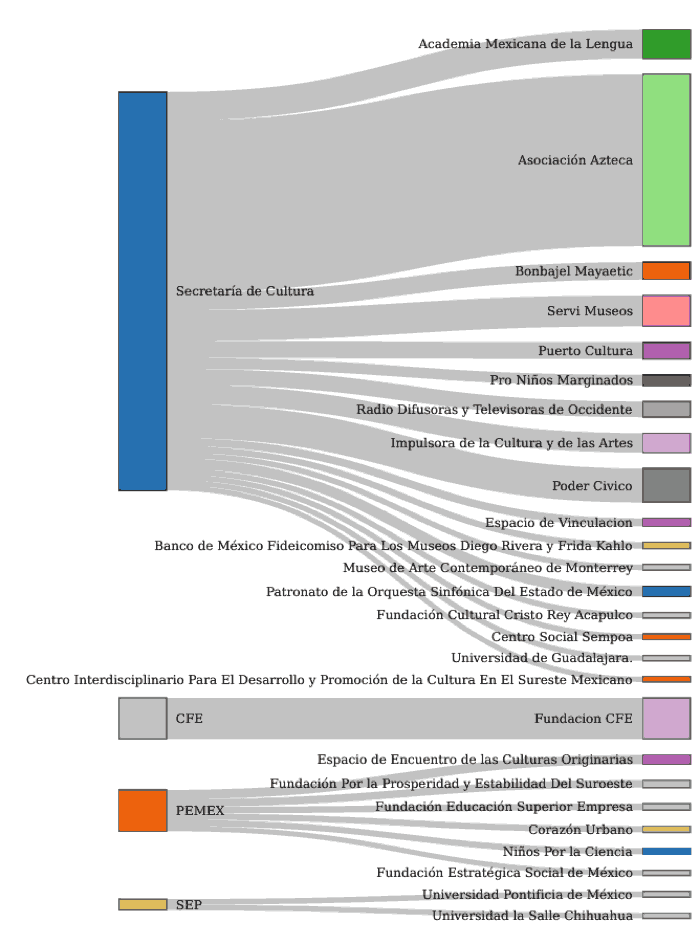 Academia Mexicana de la Lengua
Asociación Azteca
Bonbajel Mayaetic
Secretaría de Cultura
Servi Museos
Puerto Cultura
Pro Niños Marginados
Radio Difusoras y Televisoras de Occidente
Impulsora de la Cultura y de las Artes
Poder Civico
Espacio de Vinculacion
Banco de México Fideicomiso Para Los Museos Diego Rivera y Frida Kahlo
Museo de Arte Contemporáneo de Monterrey
Patronato de la Orquesta Sinfónica Del Estado de México
Fundación Cultural Cristo Rey Acapulco
Centro Social Sempoa
Universidad de Guadalajara.
Centro Interdisciplinario Para El Desarrollo y Promoción de la Cultura En El Sureste Mexicano
CFE
Fundacion CFE
Espacio de Encuentro de las Culturas Originarias
Fundación Por la Prosperidad y Estabilidad Del Suroeste
PEMEX
Fundación Educación Superior Empresa
Corazón Urbano
Niños Por la Ciencia
Fundación Estratégica Social de México
Universidad Pontificia de México
SEP
Universidad la Salle Chihuahua